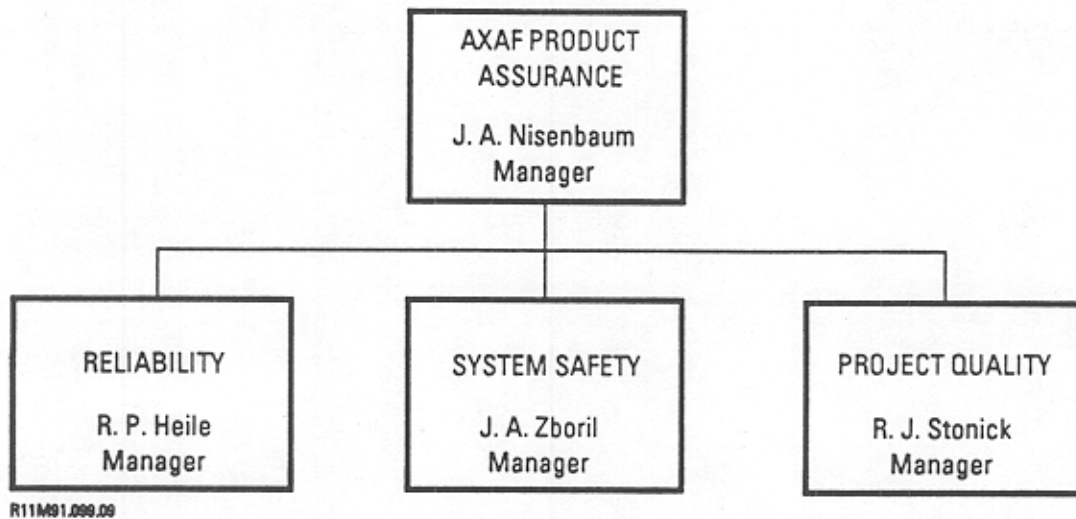 AXAF PRODUCT
ASSURANCE
J. A. Nisenbaum
Manager
RELIABILITY
R. P. Heile
Manager
SYSTEM SAFETY
J. A. Zboril
Manager
PROJECT QUALITY
R. J. Stonick
Manager
R11M91.099.09